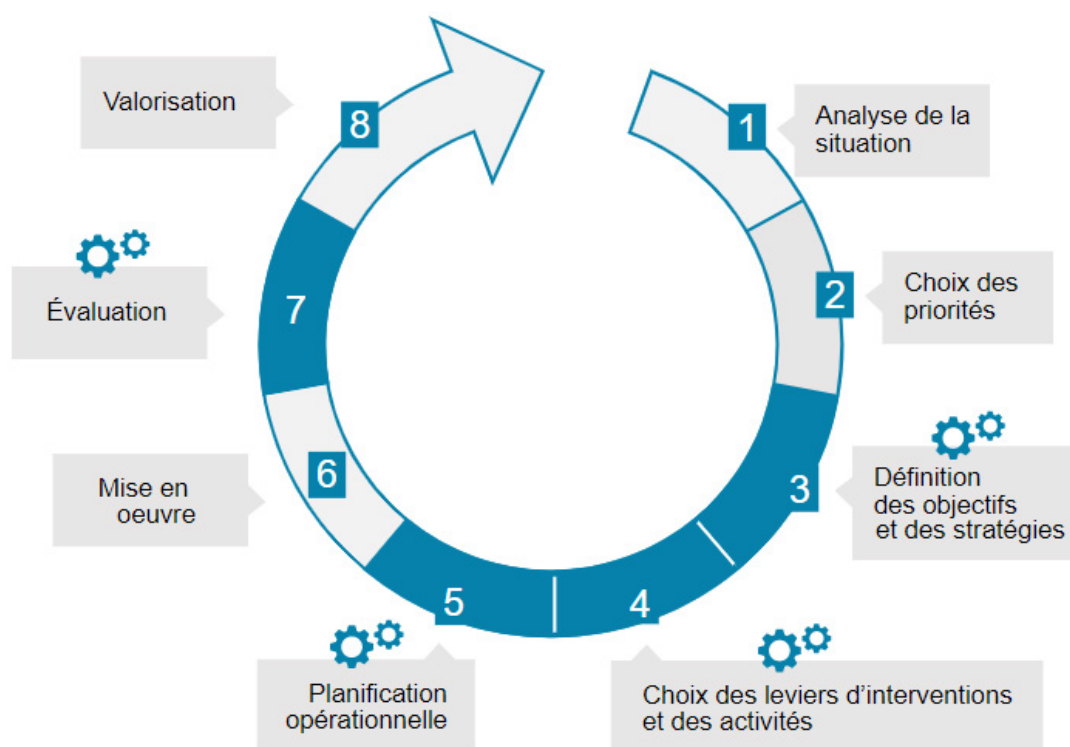 1
Analyse de la
situation
2
Choix des
priorités
3
Définition
des objectifs
et des stratégies
4
Choix des leviers d'interventions
et des activités
5
Planification
opérationnelle
6
Mise en
oeuvre
7
Évaluation
8
Valorisation